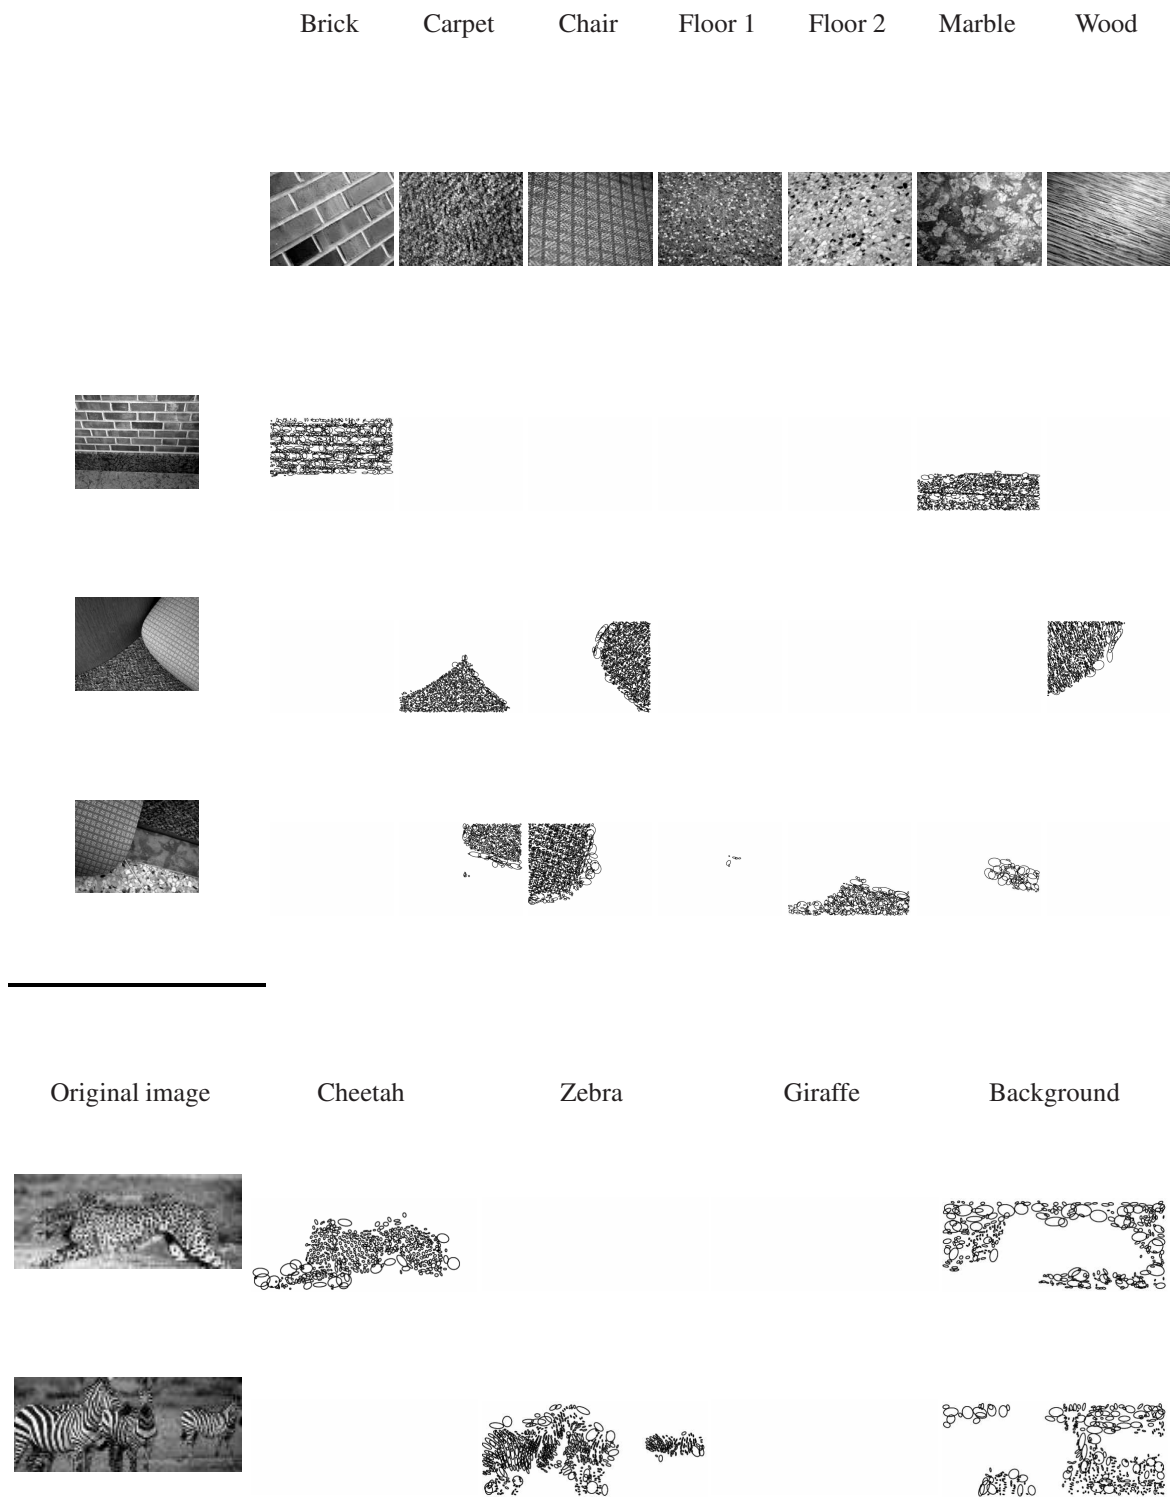 Brick Carpet Chair Floor 1 Floor 2 Marble Wood
Original image Cheetah Zebra Giraffe Background